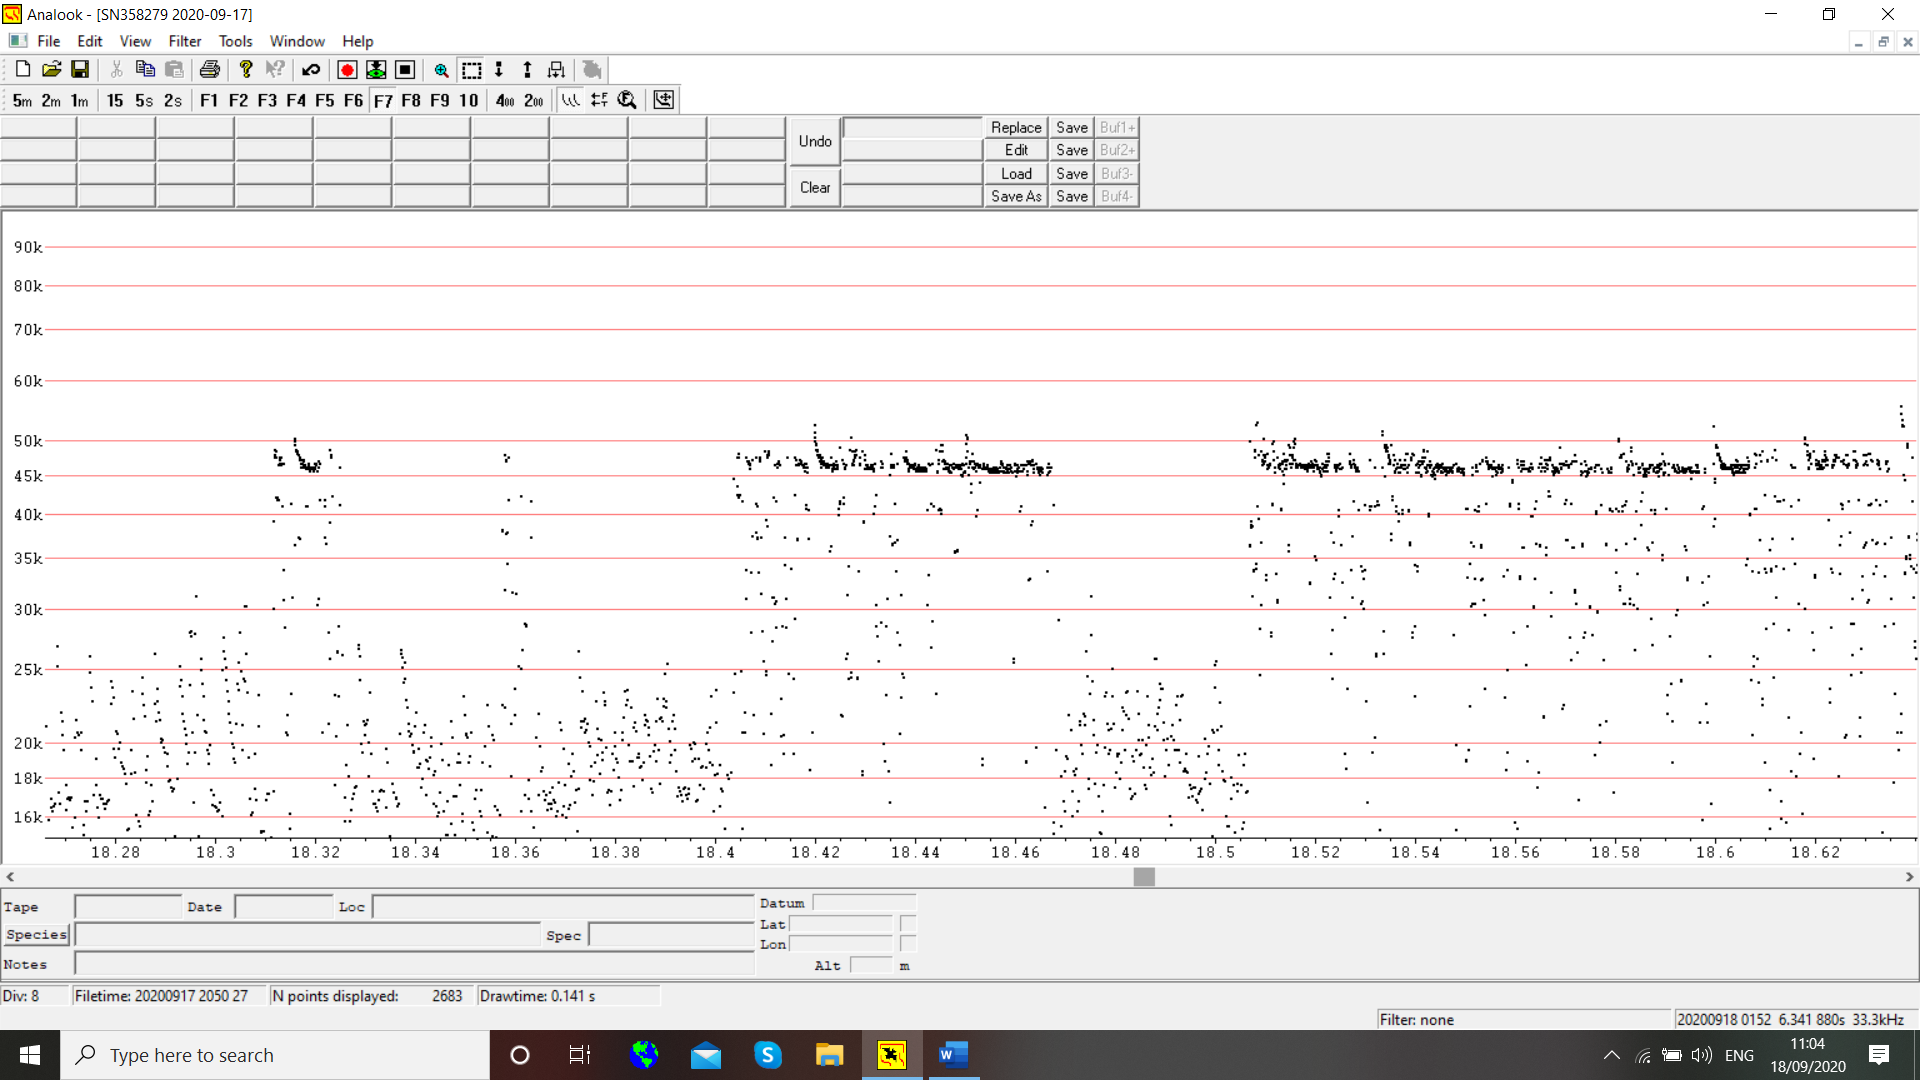 Analook - [SN358279 2020-09-17]
File Edit View Filter Tools Window Help
5m 2m 1m 15 5s 2s F1 F2 F3 F4 F5 F6 F7 F8 F9 10 400 200
Undo Replace Save Buf1+
Edit Save Buf2+
Clear Load Save Buf3-
Save As Save Buf4-
90k
80k
70k
60k
50k
45k
40k
35k
30k
25k
20k
18k
16k
18.28 18.3 18.32 18.34 18.36 18.38 18.4 18.42 18.44 18.46 18.48 18.5 18.52 18.54 18.56 18.58 18.6 18.62
Tape Date Loc Datum
Species Spec Lat
Lon
Notes Alt m
Div: 8 Filetime: 20200917 2050 27 N points displayed: 2683 Drawtime: 0.141 s
Filter: none 20200918 0152 6.341 880s 33.3kHz
Type here to search ENG 11:04
18/09/2020